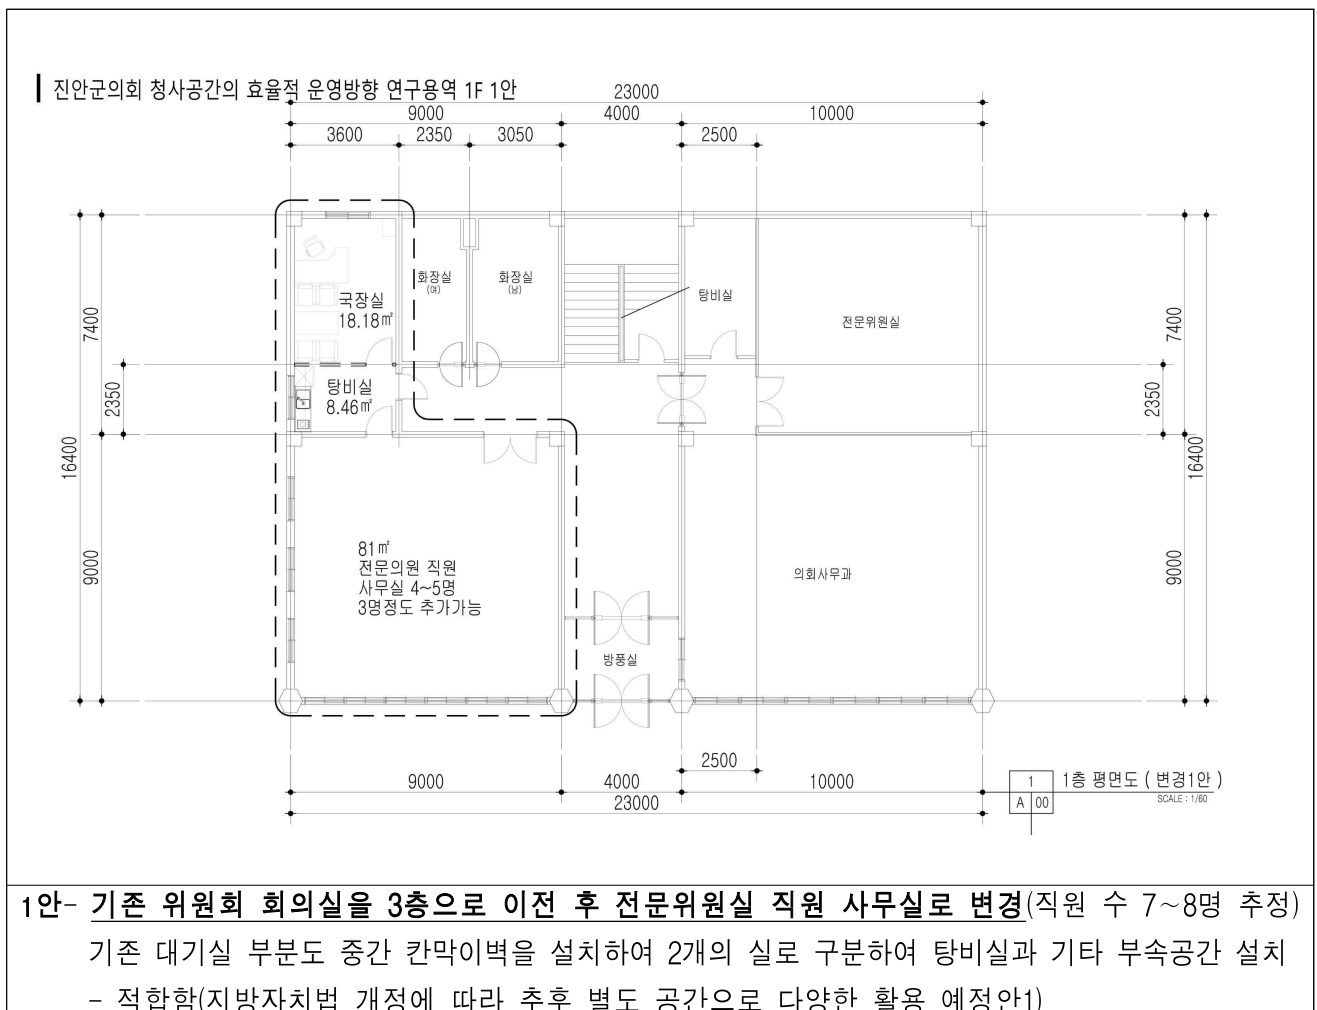 진안군의회 청사공간의 효율적 운영방향 연구용역 1F 1안
23000
9000 4000 10000
3600 2350 3050 2500
화장실
(여)
화장실
(남)
탕비실
국장실
18.18㎡
전문위원실
7400
7400
탕비실
8.46㎡
2350
2350
16400
16400
81㎡
전문의원 직원
사무실 4~5명
3명정도 추가가능
9000
9000
의회사무과
방풍실
2500
9000 4000 10000
23000
1
A 00
1층 평면도 ( 변경1안 )
SCALE : 1/60
1안- 기존 위원회 회의실을 3층으로 이전 후 전문위원실 직원 사무실로 변경(직원 수 7~8명 추정)
기존 대기실 부분도 중간 칸막이벽을 설치하여 2개의 실로 구분하여 탕비실과 기타 부속공간 설치
- 적합함(지방자치법 개정에 따라 추후 별도 공간으로 다양한 활용 예정안1)